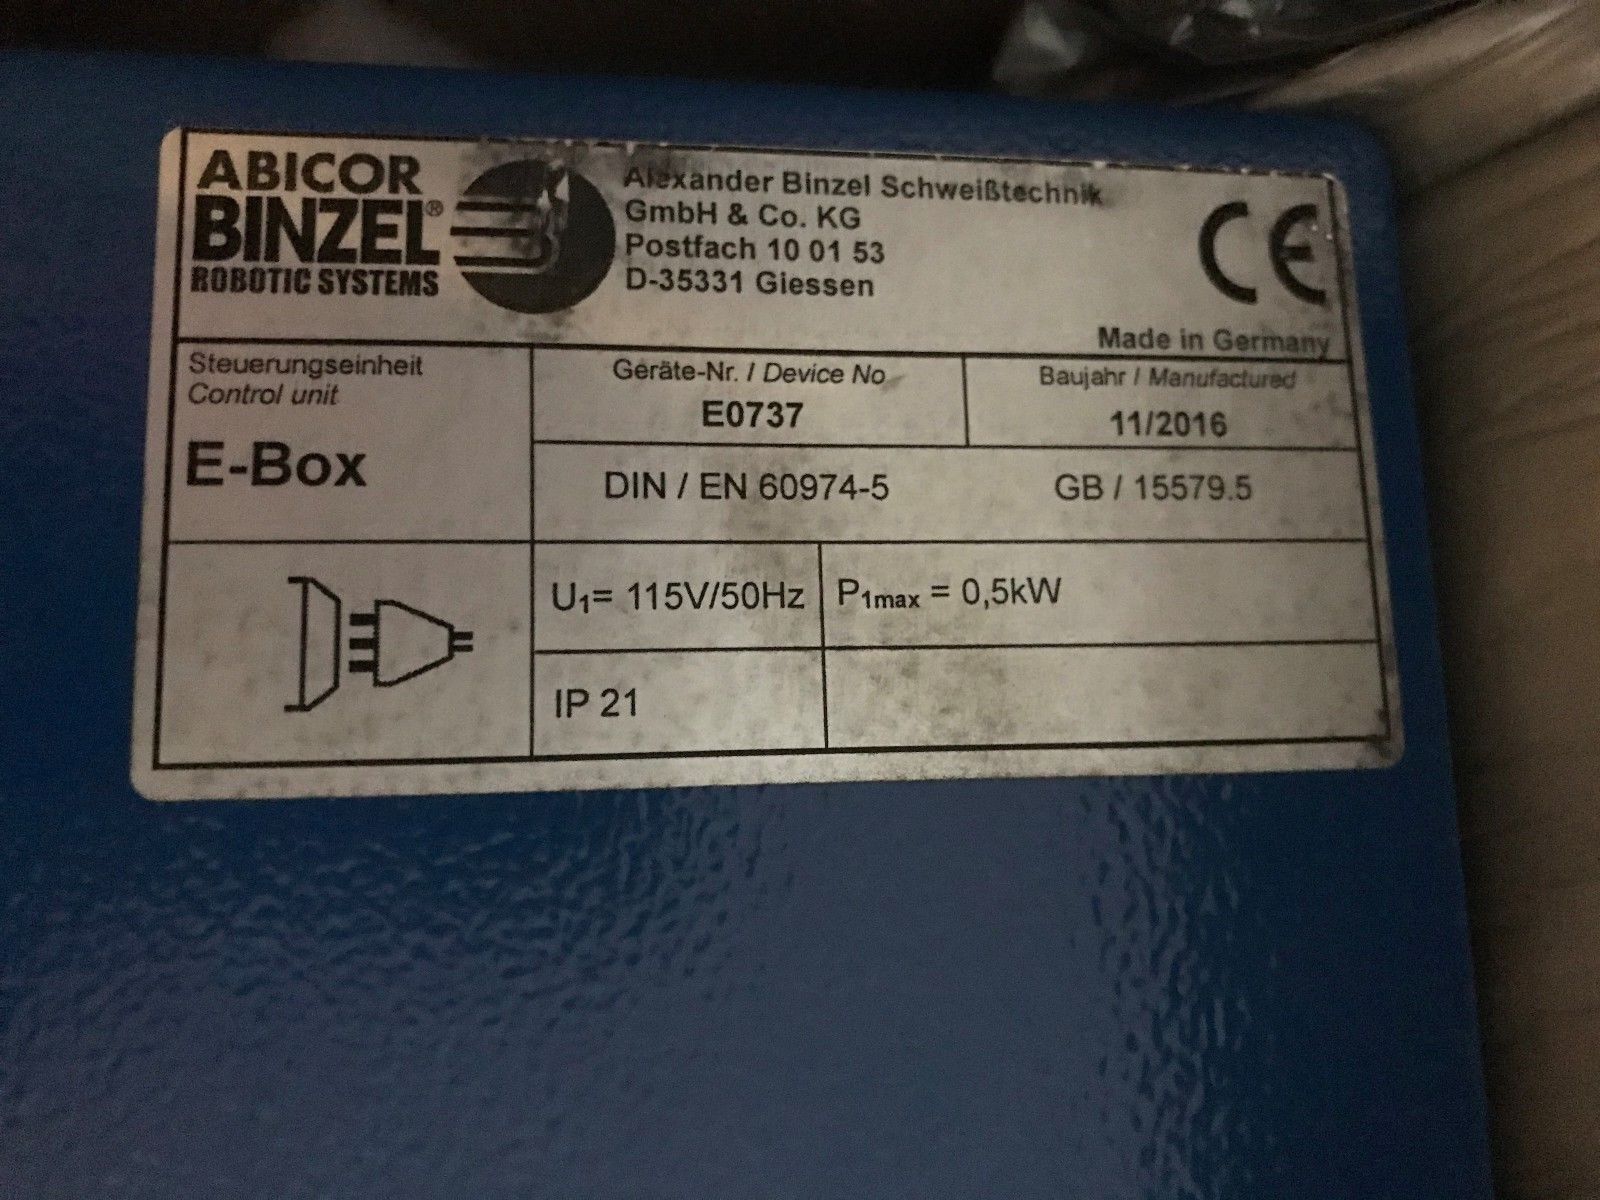 ABICOR
BINZEL®
ROBOTIC SYSTEMS
Alexander Binzel Schweißtechnik
GmbH & Co. KG
Postfach 10 01 53
D-35331 Giessen
CE
Made in Germany
Steuerungseinheit
Control unit
E-Box
Geräte-Nr. / Device No
E0737
Baujahr / Manufactured
11/2016
DIN / EN 60974-5
GB / 15579.5
U1= 115V/50Hz
P1max = 0,5kW
IP 21